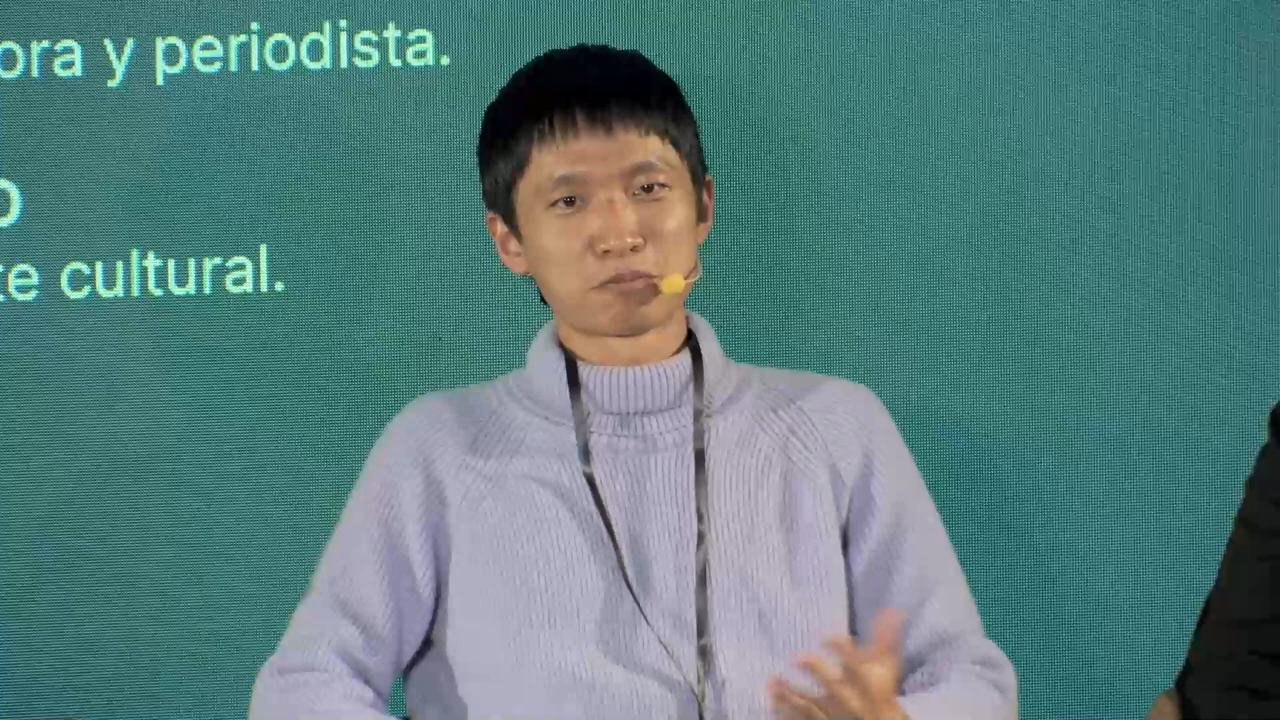 ora y periodista.
o
te cultural.